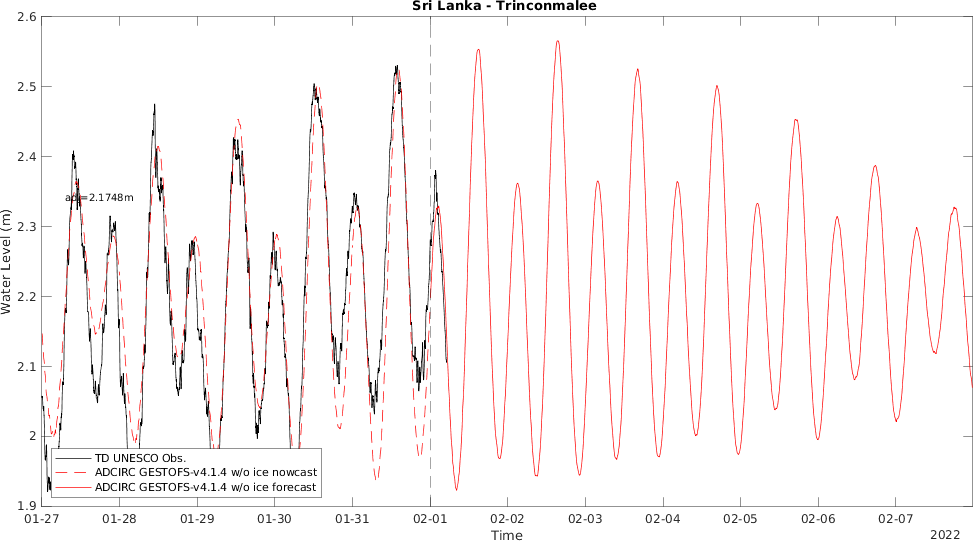 Sri Lanka - Trinconmalee
2.6
2.5
2.4
2.3
2.2
2.1
2
1.9
Water Level (m)
adj=2.1748m
TD UNESCO Obs.
ADCIRC GESTOFS-v4.1.4 w/o ice nowcast
ADCIRC GESTOFS-v4.1.4 w/o ice forecast
01-27 01-28 01-29 01-30 01-31 02-01 02-02 02-03 02-04 02-05 02-06 02-07
Time
2022